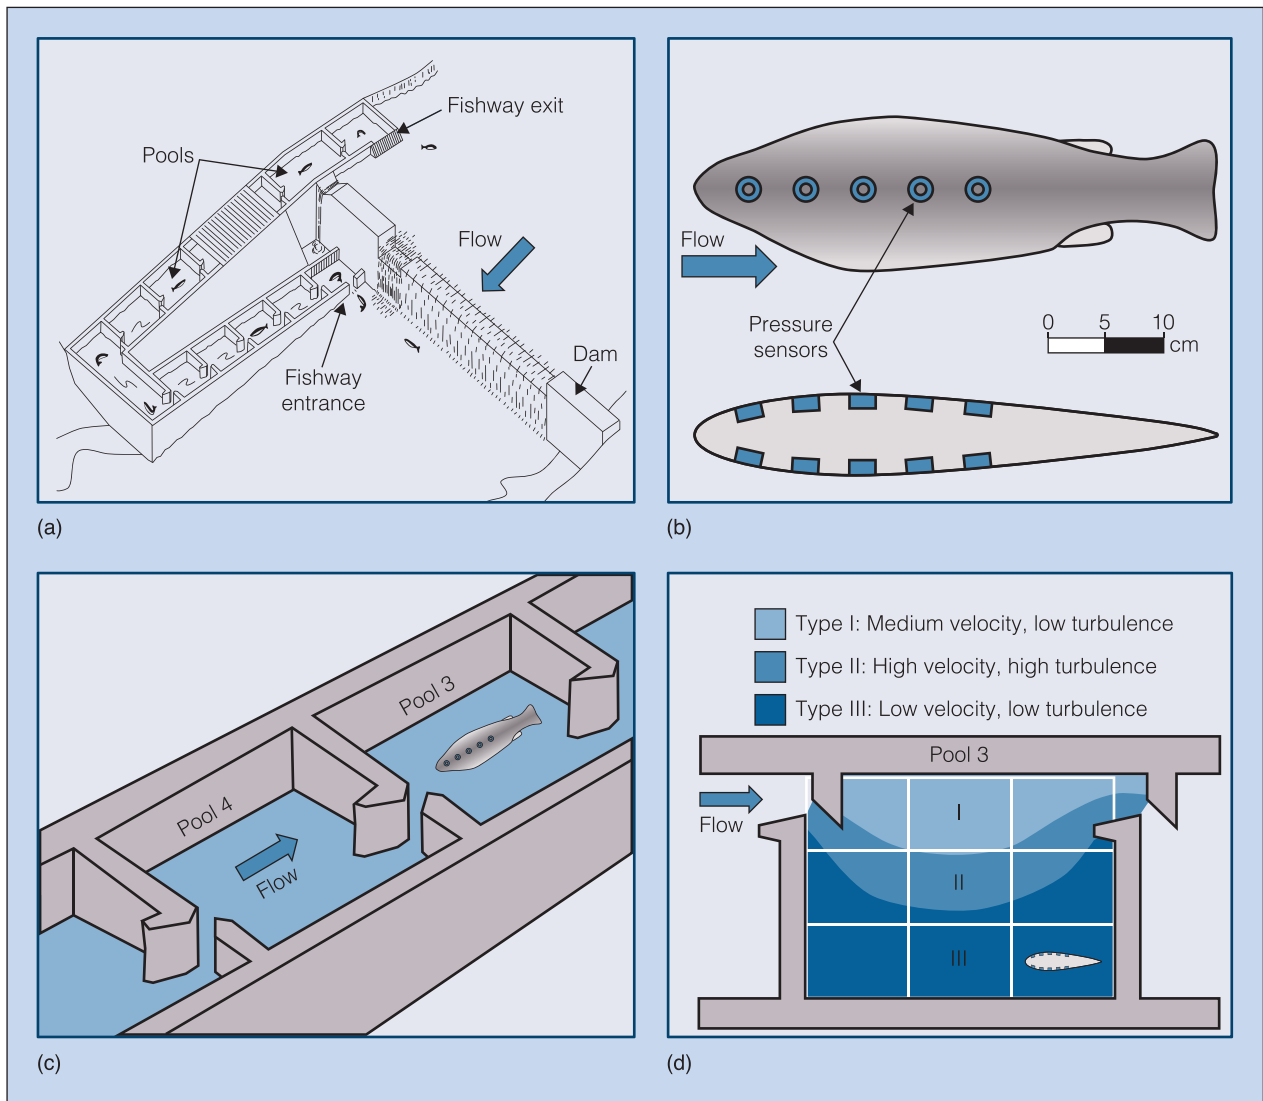 Fishway exit
Pools
Flow
Dam
Fishway
entrance
(a)
Flow
Pressure
sensors
0 5 10
cm
(b)
Pool 3
Pool 4
Flow
(c)
Type I: Medium velocity, low turbulence
Type II: High velocity, high turbulence
Type III: Low velocity, low turbulence
Pool 3
Flow
I
II
III
(d)